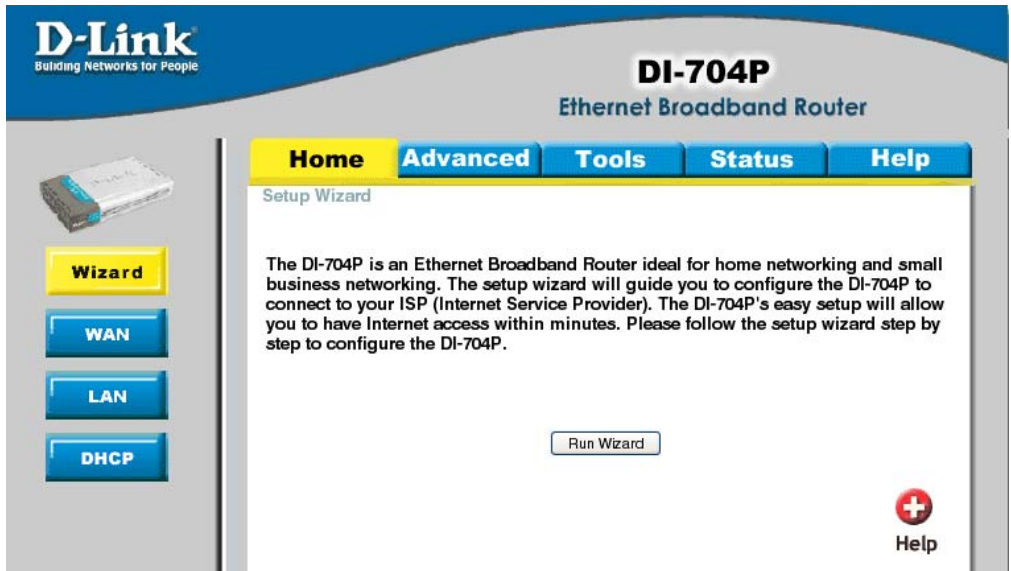 D-Link
Building Networks for People
DI-704P
Ethernet Broadband Router
Home
Advanced
Tools
Status
Help
Setup Wizard
Wizard
WAN
LAN
DHCP
The DI-704P is an Ethernet Broadband Router ideal for home networking and small
business networking. The setup wizard will guide you to configure the DI-704P to
connect to your ISP (Internet Service Provider). The DI-704P's easy setup will allow
you to have Internet access within minutes. Please follow the setup wizard step by
step to configure the DI-704P.
Run Wizard
Help